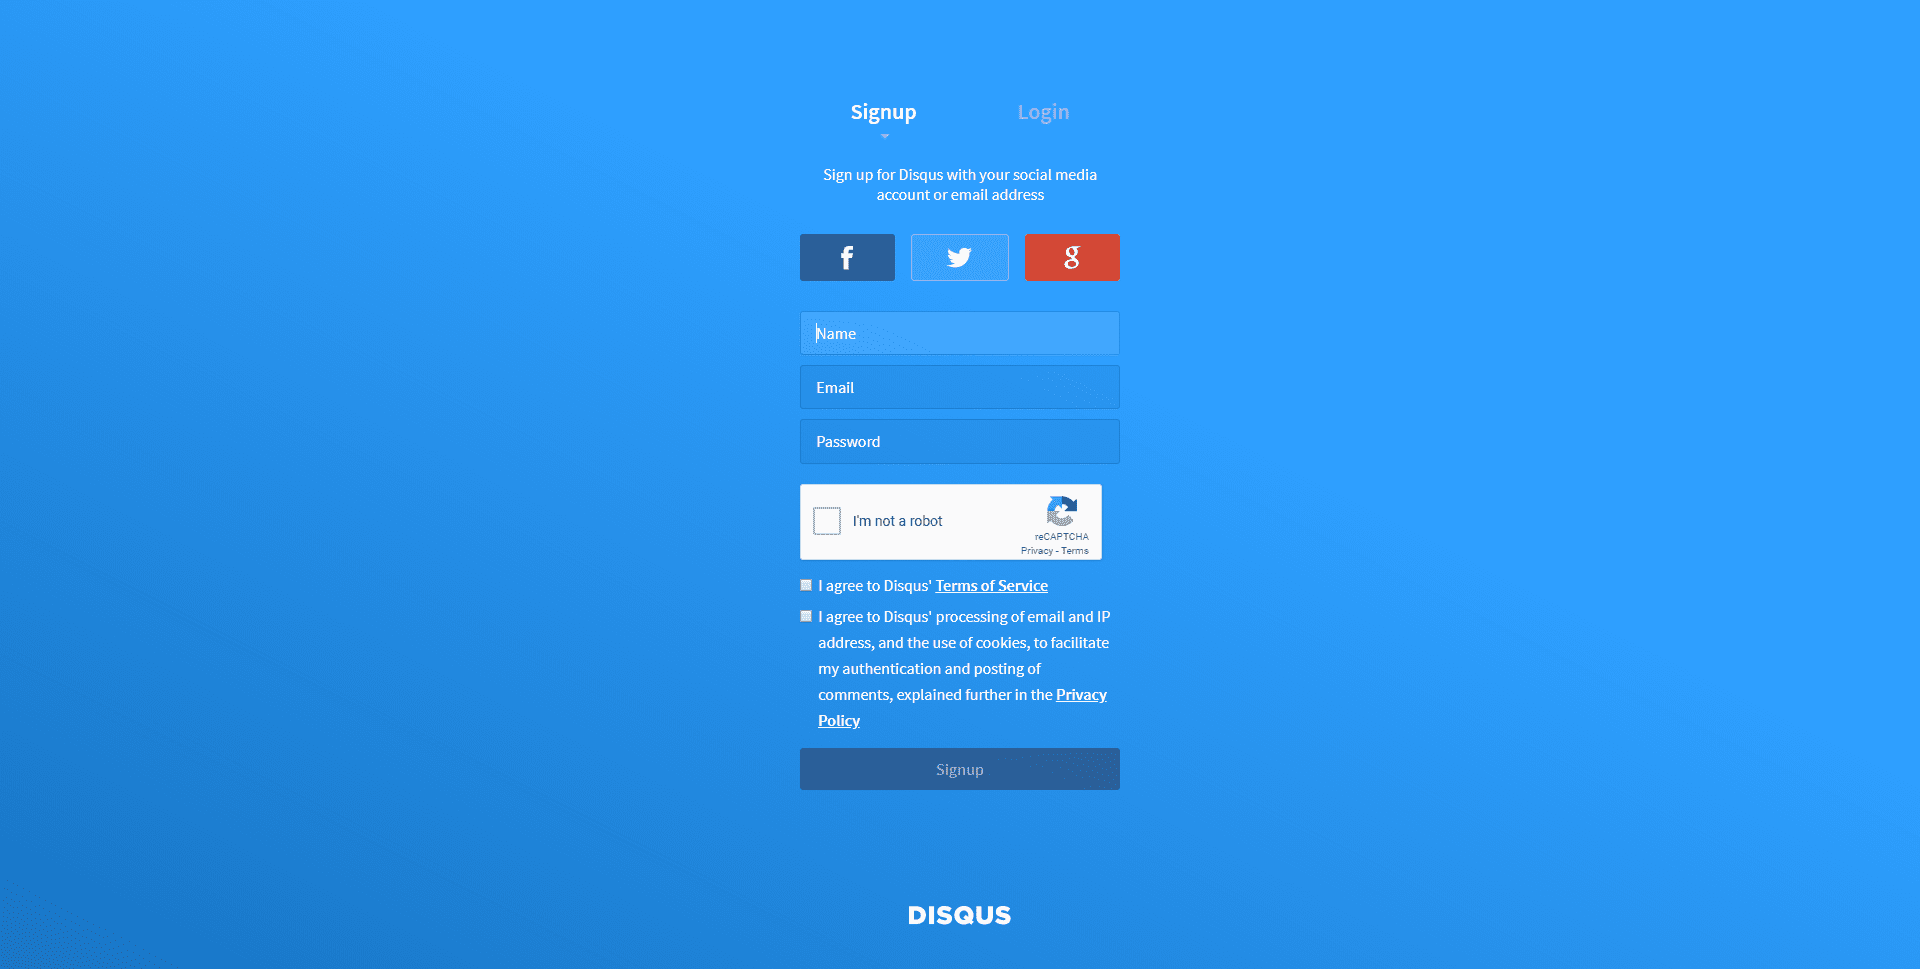 Signup
Login
Sign up for Disqus with your social media
account or email address
Name
Email
Password
I'm not a robot
reCAPTCHA
Privacy - Terms
I agree to Disqus' Terms of Service
I agree to Disqus' processing of email and IP
address, and the use of cookies, to facilitate
my authentication and posting of
comments, explained further in the Privacy
Policy
Signup
DISQUS